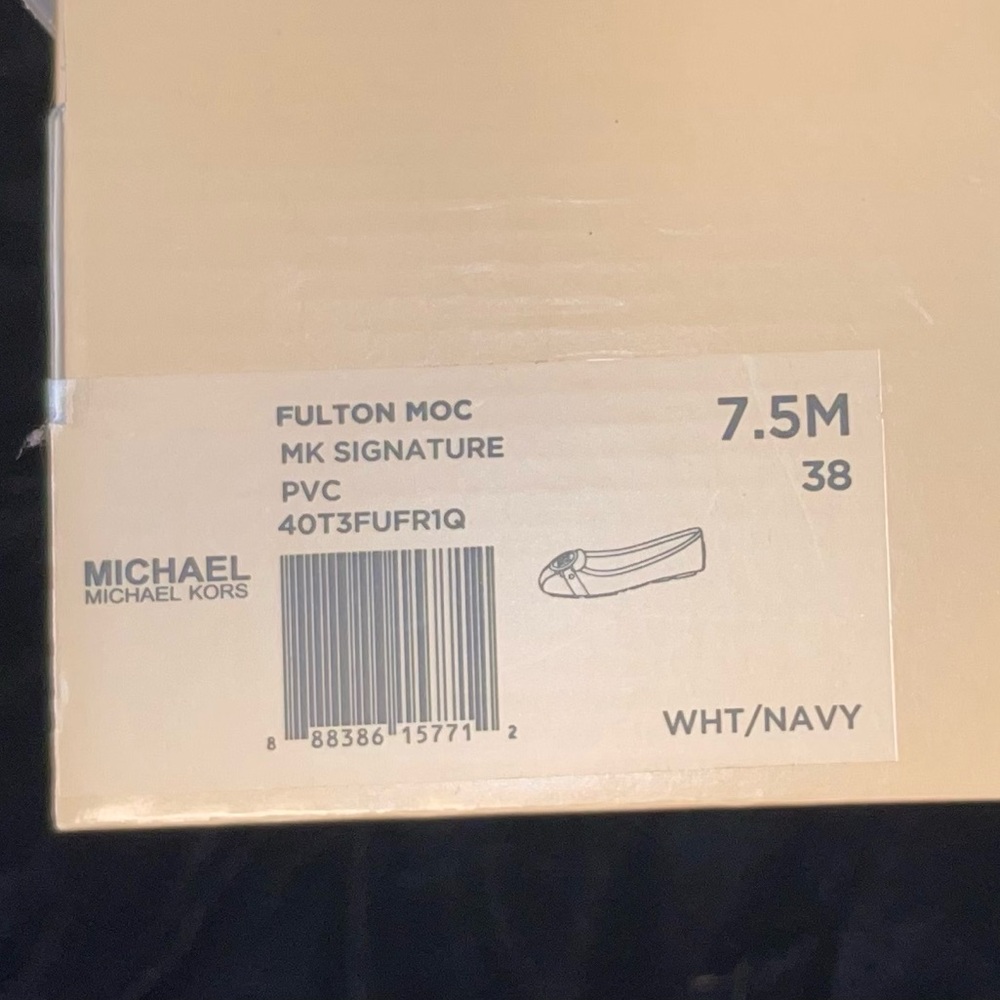 FULTON MOC
MK SIGNATURE
PVC
40T3FUFR1Q
7.5M
38
MICHAEL
MICHAEL KORS
8 88386 15771 2
WHT/NAVY